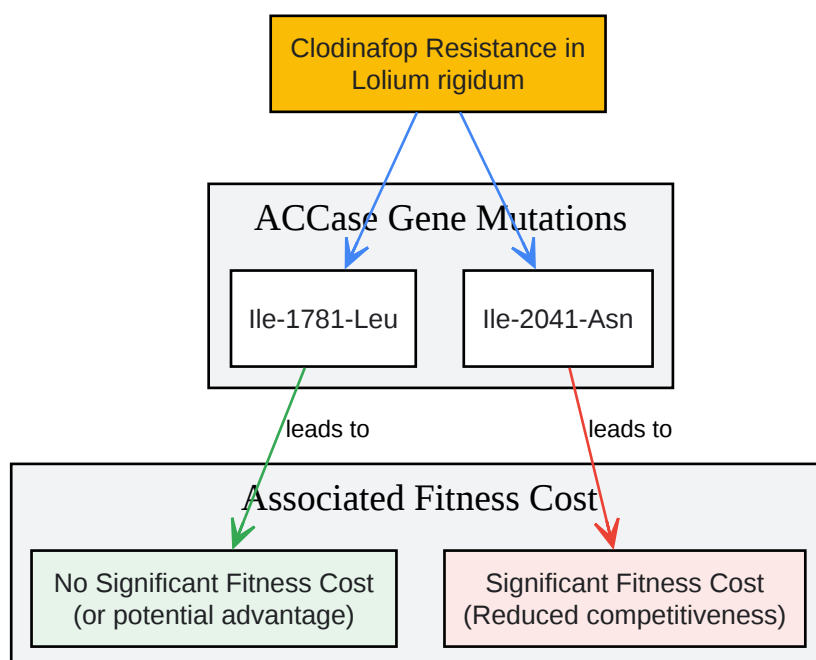 Clodinafop Resistance in
Lolium rigidum
ACCase Gene Mutations
Ile-1781-Leu
Ile-2041-Asn
leads to
leads to
Associated Fitness Cost
No Significant Fitness Cost
(or potential advantage)
Significant Fitness Cost
(Reduced competitiveness)